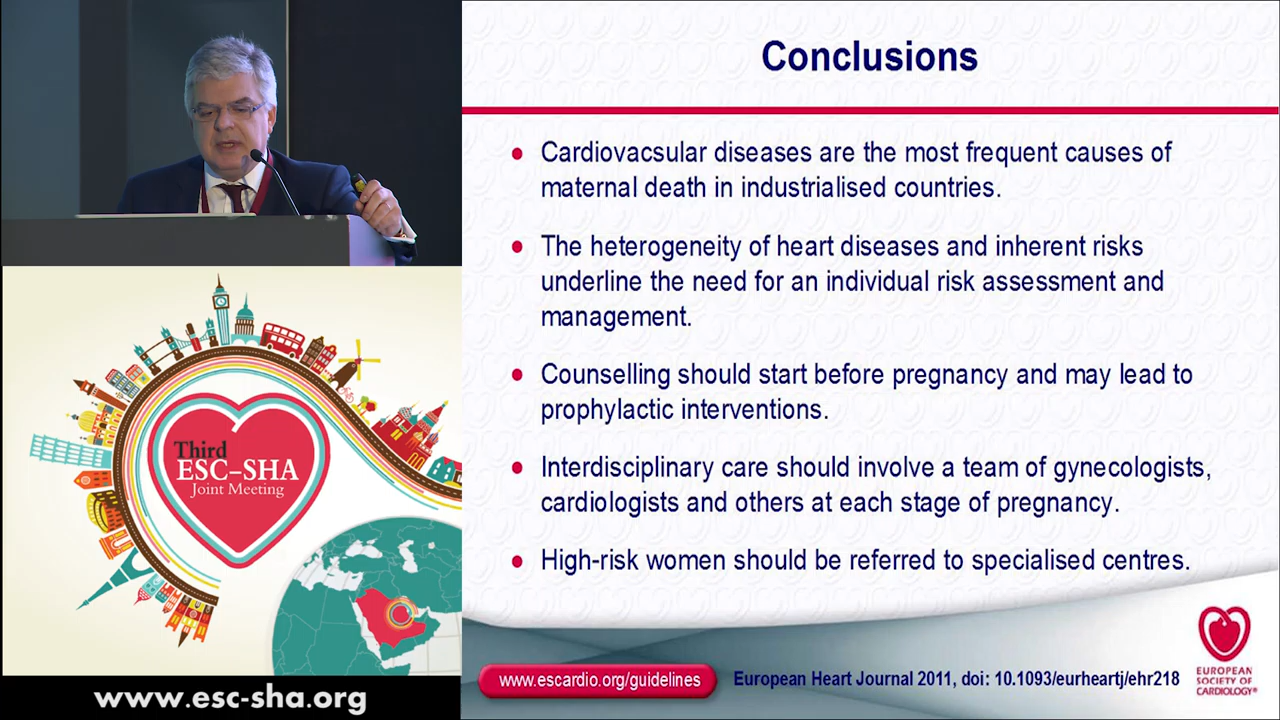 Conclusions
• Cardiovacsular diseases are the most frequent causes of
maternal death in industrialised countries.
• The heterogeneity of heart diseases and inherent risks
underline the need for an individual risk assessment and
management.
• Counselling should start before pregnancy and may lead to
prophylactic interventions.
• Interdisciplinary care should involve a team of gynecologists,
cardiologists and others at each stage of pregnancy.
• High-risk women should be referred to specialised centres.
www.escardio.org/guidelines
European Heart Journal 2011, doi: 10.1093/eurheartj/ehr218
EUROPEAN
SOCIETY OF
CARDIOLOGY®
Third
ESC-SHA
Joint Meeting
www.esc-sha.org